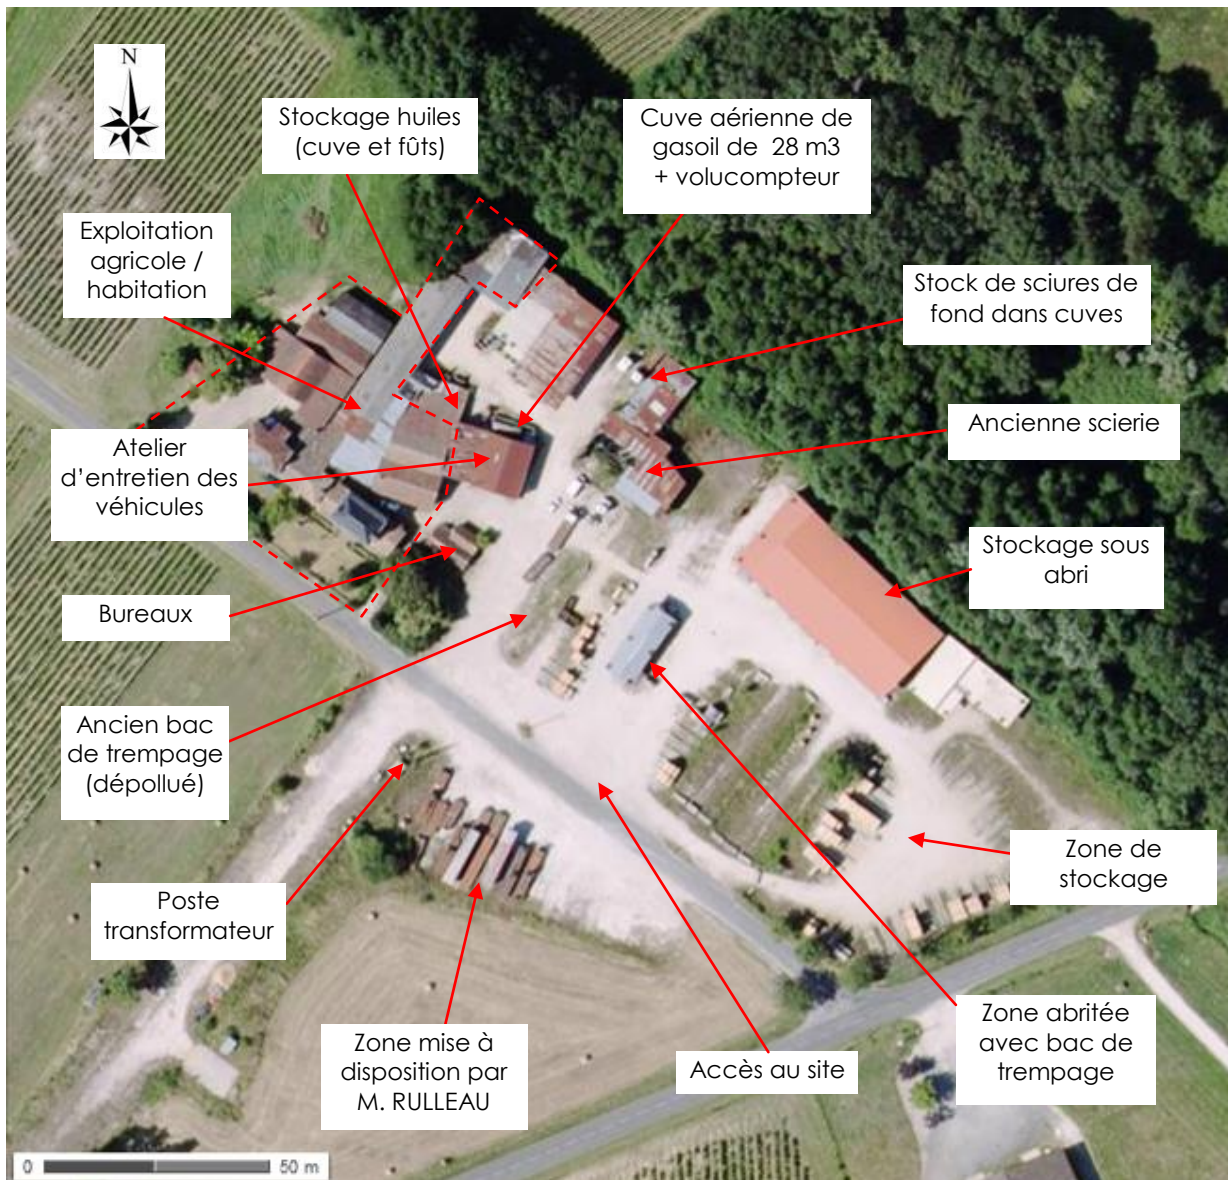 N
Stockage huiles
(cuve et fûts)
Cuve aérienne de
gasoil de 28 m3
+ volucompteur
Exploitation
agricole /
habitation
Stock de sciures de
fond dans cuves
Ancienne scierie
Atelier
d’entretien des
véhicules
Stockage sous
abri
Bureaux
Ancien bac
de trempage
(dépollué)
Zone de
stockage
Poste
transformateur
Zone mise à
disposition par
M. RULLEAU
Accès au site
Zone abritée
avec bac de
trempage
0 50 m